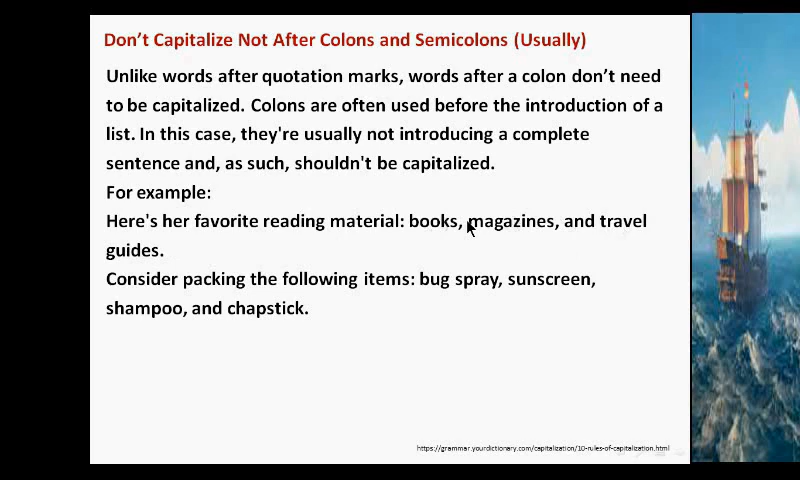 Don't Capitalize Not After Colons and Semicolons (Usually)
Unlike words after quotation marks, words after a colon don't need
to be capitalized. Colons are often used before the introduction of a
list. In this case, they're usually not introducing a complete
sentence and, as such, shouldn't be capitalized.
For example:
Here's her favorite reading material: books, magazines, and travel
guides.
Consider packing the following items: bug spray, sunscreen,
shampoo, and chapstick.
https://grammar.yourdictionary.com/capitalization/10-rules-of-capitalization.html